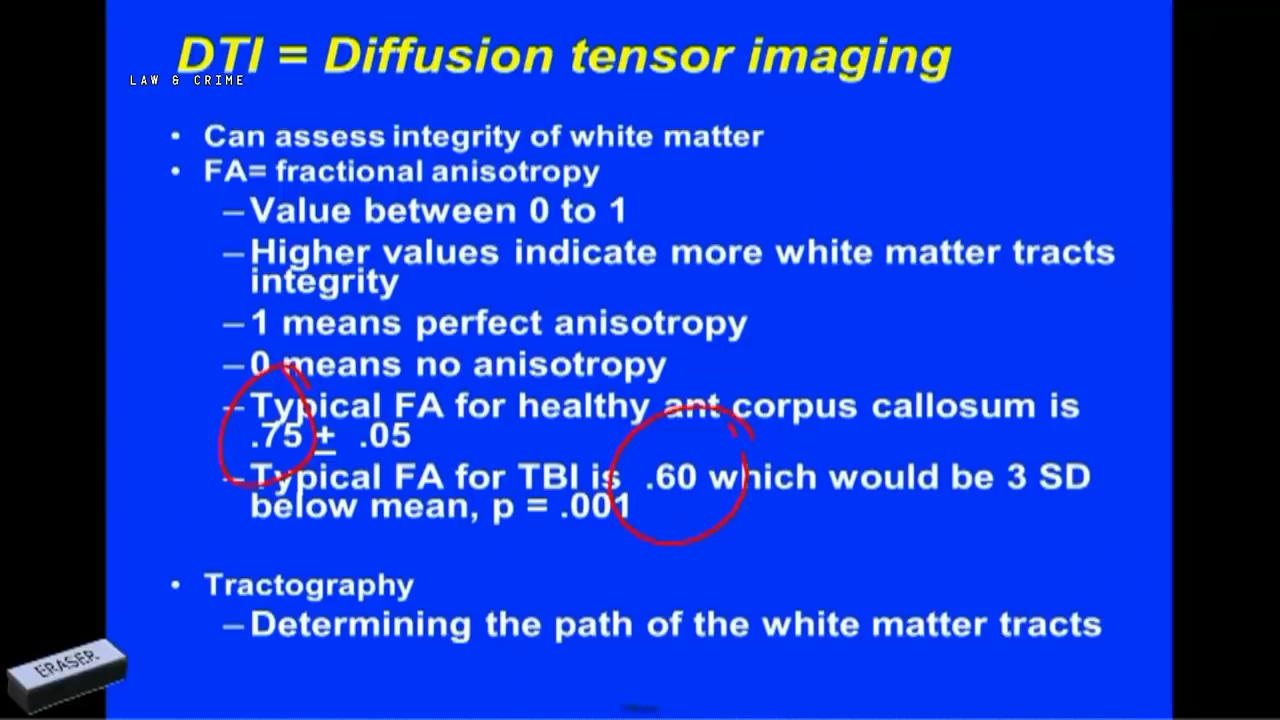 DTI = Diffusion tensor imaging
LAW & CRIME
• Can assess integrity of white matter
• FA= fractional anisotropy
–Value between 0 to 1
–Higher values indicate more white matter tracts
integrity
–1 means perfect anisotropy
–0 means no anisotropy
–Typical FA for healthy ant corpus callosum is
.75 ± .05
–Typical FA for TBI is .60 which would be 3 SD
below mean, p = .001
• Tractography
–Determining the path of the white matter tracts
ERASER